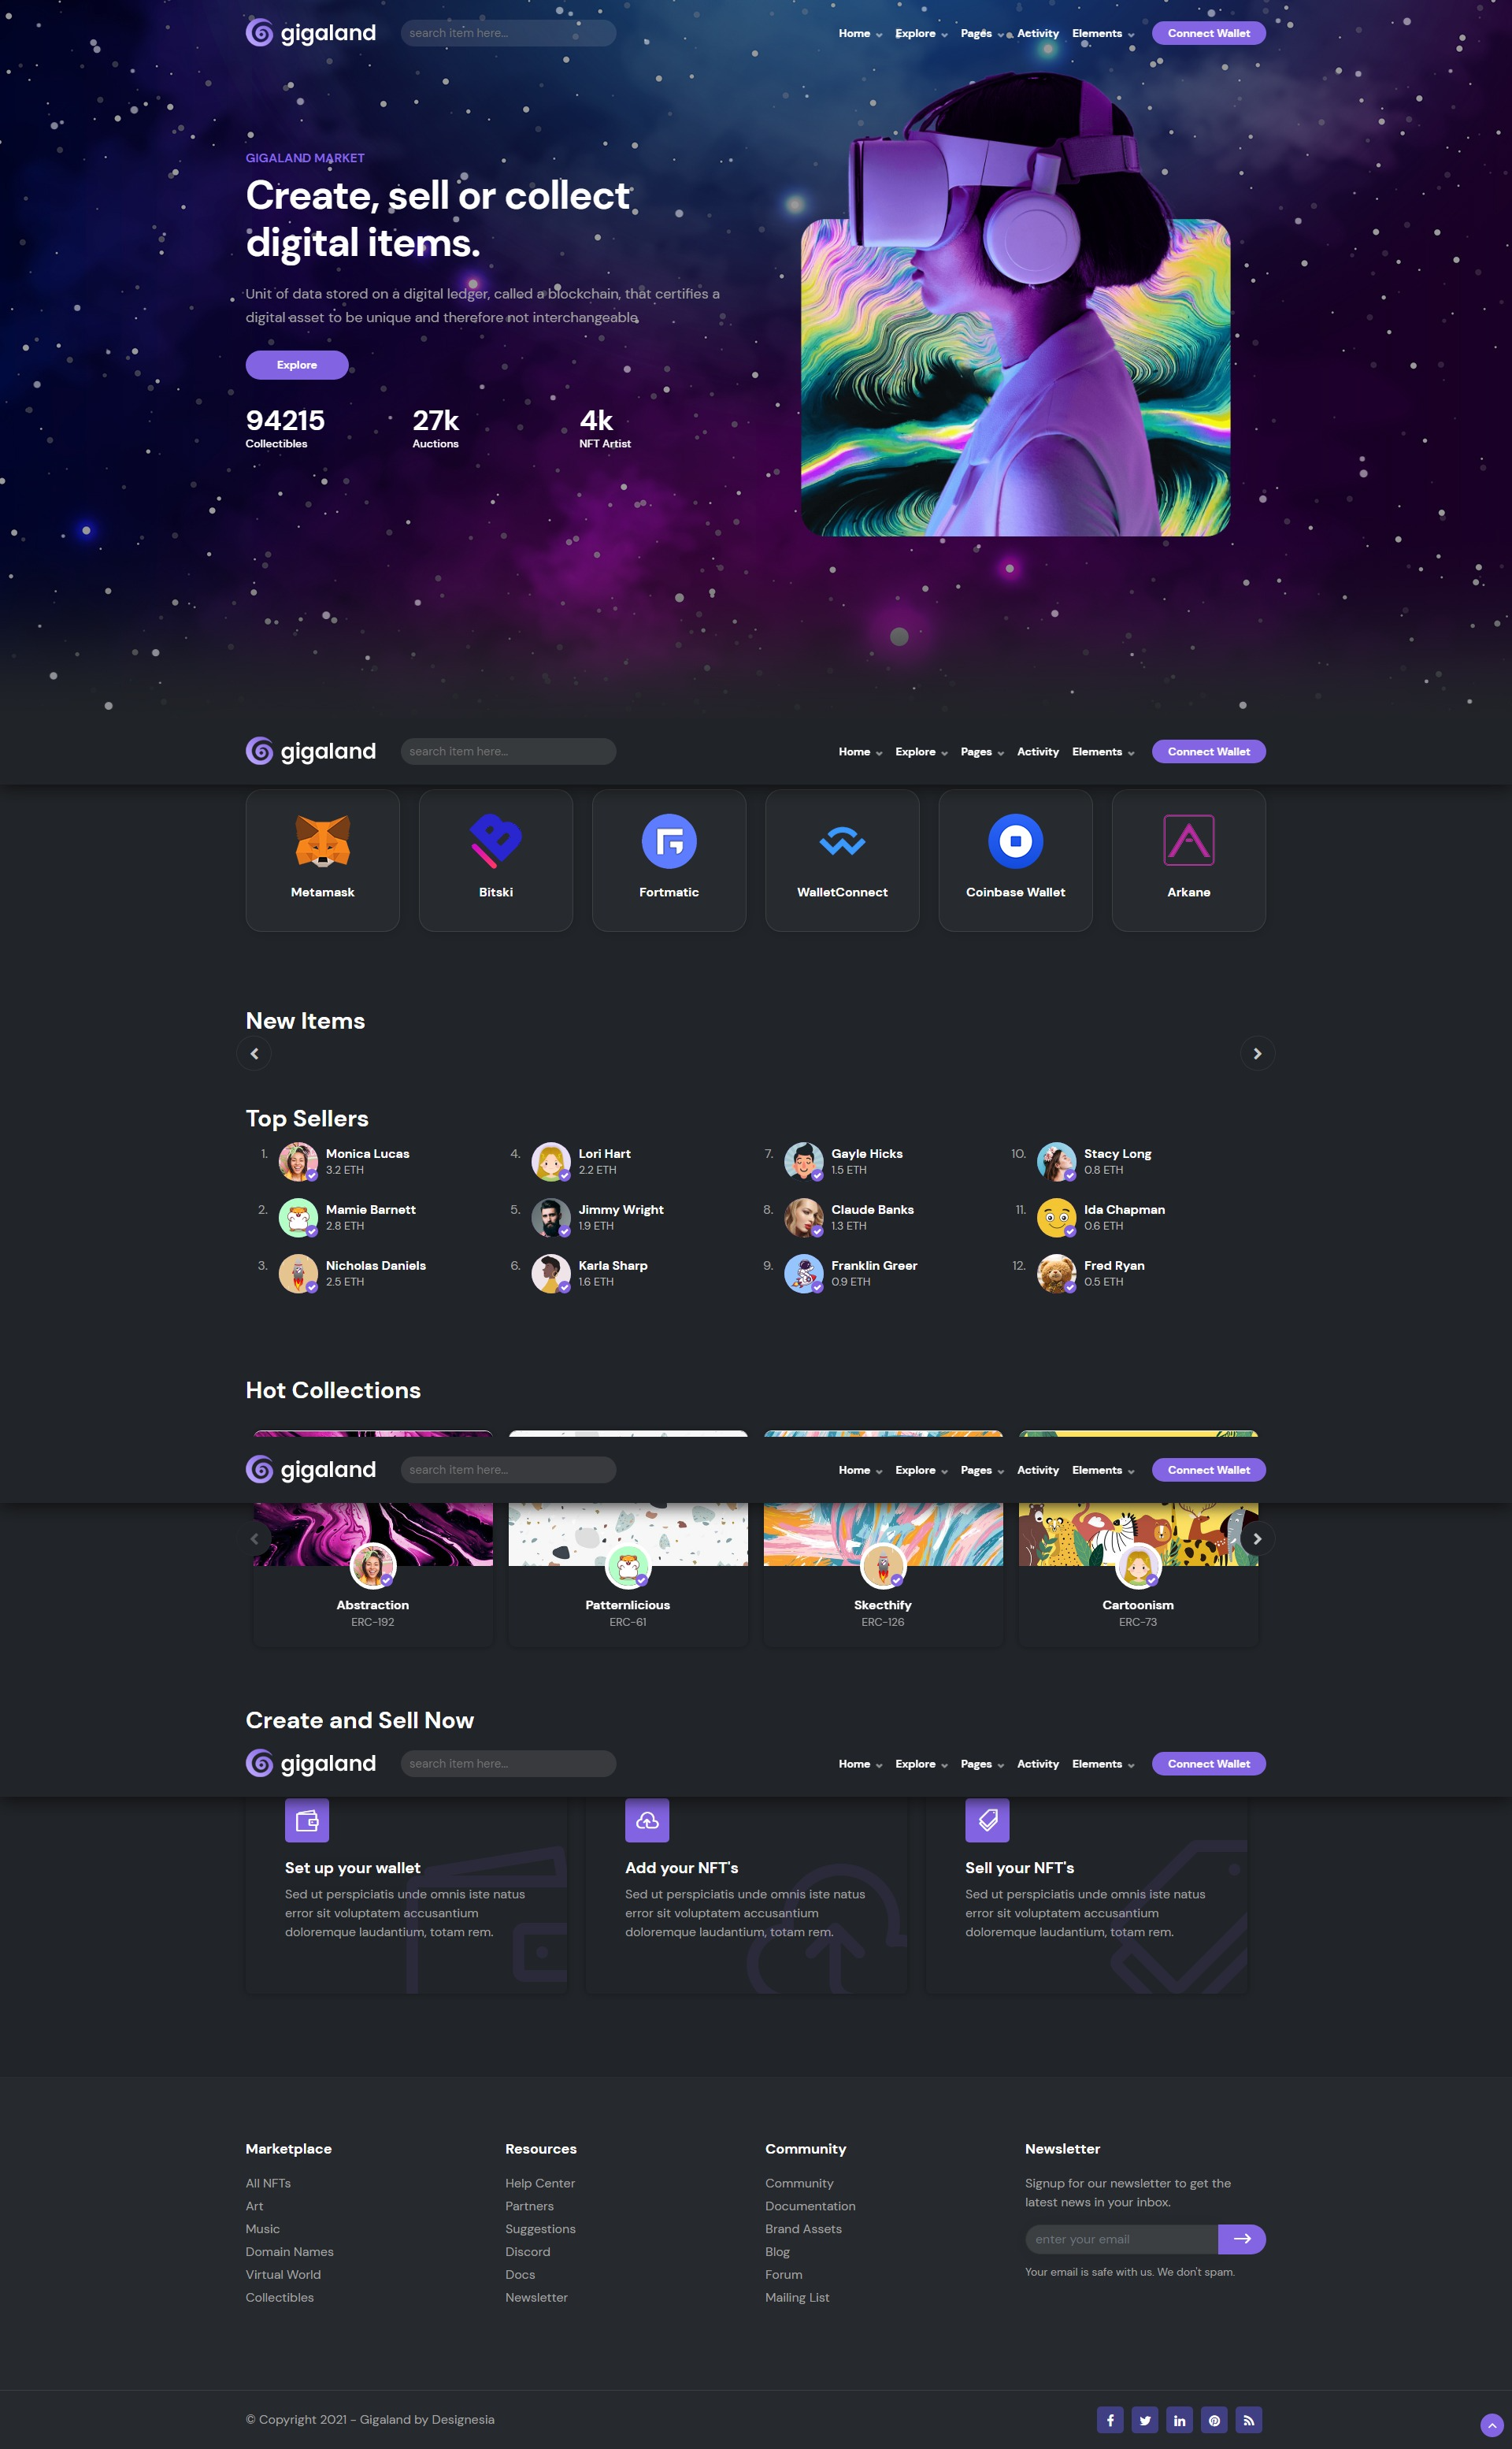 gigaland
search item here...
Home Explore Pages Activity Elements Connect Wallet
GIGALAND MARKET
Create, sell or collect
digital items.
Unit of data stored on a digital ledger, called a blockchain, that certifies a
digital asset to be unique and therefore not interchangeable
Explore
94215 27k 4k
Collectibles Auctions NFT Artist
gigaland
search item here...
Home Explore Pages Activity Elements Connect Wallet
Metamask Bitski Fortmatic WalletConnect Coinbase Wallet Arkane
New Items
Top Sellers
1. Monica Lucas
3.2 ETH
2. Mamie Barnett
2.8 ETH
3. Nicholas Daniels
2.5 ETH
4. Lori Hart
2.2 ETH
5. Jimmy Wright
1.9 ETH
6. Karla Sharp
1.6 ETH
7. Gayle Hicks
1.5 ETH
8. Claude Banks
1.3 ETH
9. Franklin Greer
0.9 ETH
10. Stacy Long
0.8 ETH
11. Ida Chapman
0.6 ETH
12. Fred Ryan
0.5 ETH
Hot Collections
gigaland
search item here...
Home Explore Pages Activity Elements Connect Wallet
Abstraction
ERC-192
Patternlicious
ERC-61
Skecthify
ERC-126
Cartoonism
ERC-73
Create and Sell Now
gigaland
search item here...
Home Explore Pages Activity Elements Connect Wallet
Set up your wallet
Sed ut perspiciatis unde omnis iste natus
error sit voluptatem accusantium
doloremque laudantium, totam rem.
Add your NFT's
Sed ut perspiciatis unde omnis iste natus
error sit voluptatem accusantium
doloremque laudantium, totam rem.
Sell your NFT's
Sed ut perspiciatis unde omnis iste natus
error sit voluptatem accusantium
doloremque laudantium, totam rem.
Marketplace
All NFTs
Art
Music
Domain Names
Virtual World
Collectibles
Resources
Help Center
Partners
Suggestions
Discord
Docs
Newsletter
Community
Community
Documentation
Brand Assets
Blog
Forum
Mailing List
Newsletter
Signup for our newsletter to get the
latest news in your inbox.
enter your email
Your email is safe with us. We don't spam.
© Copyright 2021 - Gigaland by Designesia